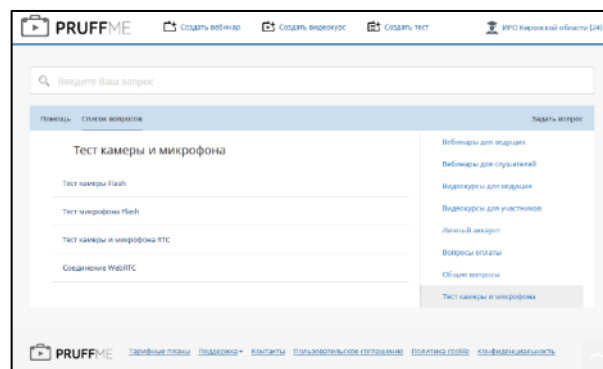 PRUFFME Создать вебинар Создать видеокурс Создать тест ИРО Кировской области (24)
Введите Ваш запрос
Помощь Список вопросов Задать вопрос
Тест камеры и микрофона
Тест камеры Flash
Тест микрофона Flash
Тест камеры и микрофона RTC
Соединение WebRTC
Вебинары для ведущих
Вебинары для слушателей
Видеокурсы для ведущих
Видеокурсы для участников
Личный аккаунт
Вопросы оплаты
Общие вопросы
Тест камеры и микрофона
PRUFFME Тарифные планы Поддержка Контакты Пользовательское соглашение Политика cookie Конфиденциальность